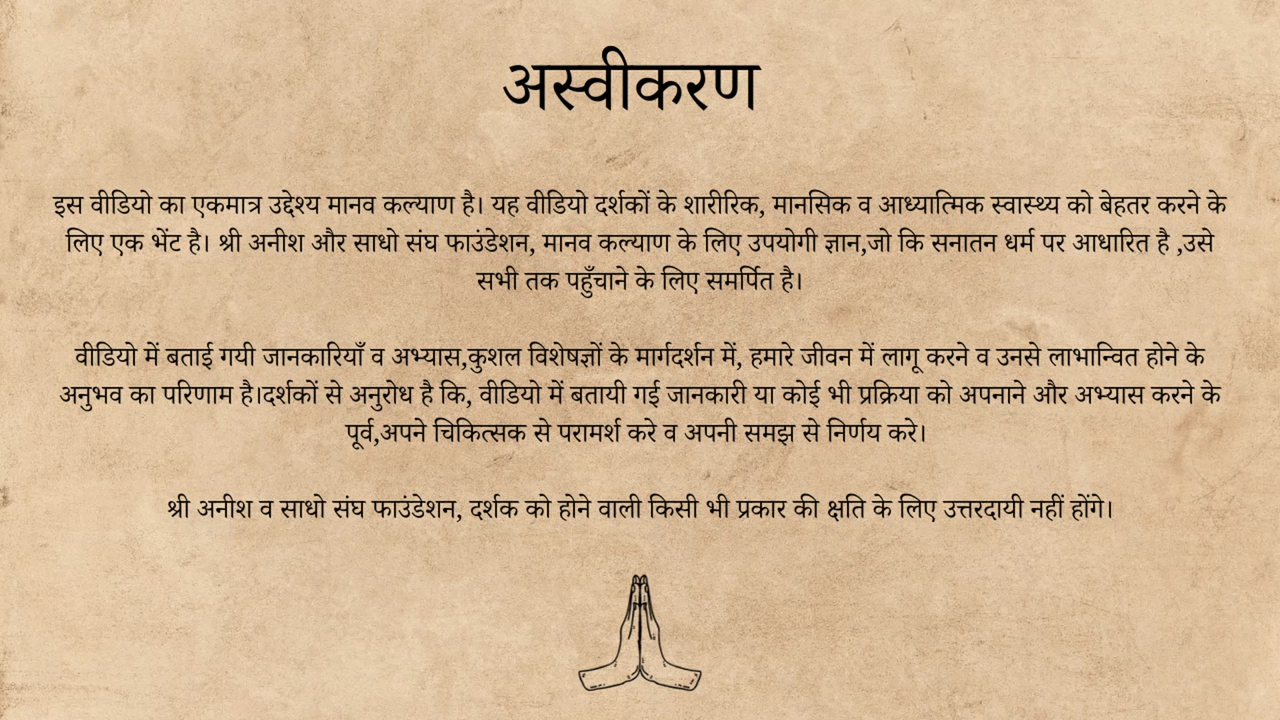 अस्वीकरण
इस वीडियो का एकमात्र उद्देश्य मानव कल्याण है। यह वीडियो दर्शकों के शारीरिक, मानसिक व आध्यात्मिक स्वास्थ्य को बेहतर करने के
लिए एक भेंट है। श्री अनीश और साधो संघ फाउंडेशन, मानव कल्याण के लिए उपयोगी ज्ञान,जो कि सनातन धर्म पर आधारित है ,उसे
सभी तक पहुँचाने के लिए समर्पित है।
वीडियो में बताई गयी जानकारियाँ व अभ्यास,कुशल विशेषज्ञों के मार्गदर्शन में, हमारे जीवन में लागू करने व उनसे लाभान्वित होने के
अनुभव का परिणाम है।दर्शकों से अनुरोध है कि, वीडियो में बतायी गई जानकारी या कोई भी प्रक्रिया को अपनाने और अभ्यास करने के
पूर्व,अपने चिकित्सक से परामर्श करे व अपनी समझ से निर्णय करे।
श्री अनीश व साधो संघ फाउंडेशन, दर्शक को होने वाली किसी भी प्रकार की क्षति के लिए उत्तरदायी नहीं होंगे।